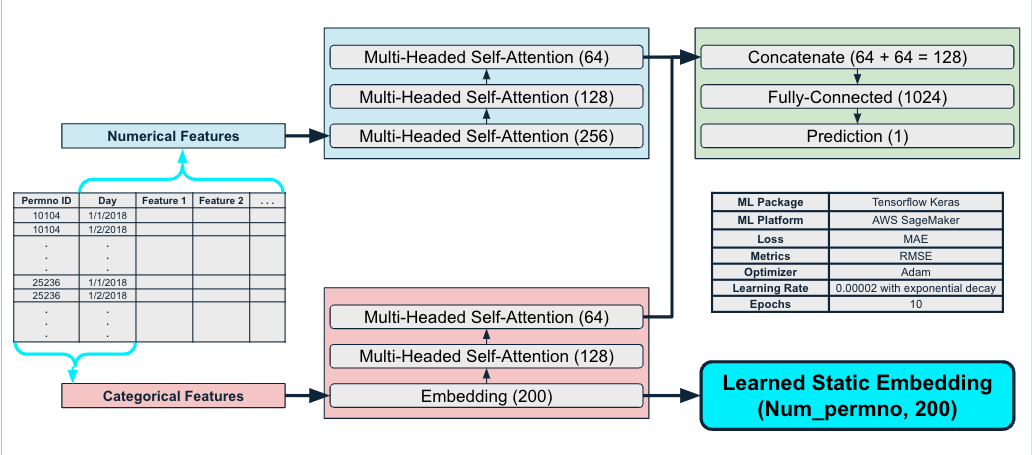 Multi-Headed Self-Attention (64)
Multi-Headed Self-Attention (128)
Multi-Headed Self-Attention (256)
Concatenate (64 + 64 = 128)
Fully-Connected (1024)
Prediction (1)
Numerical Features
Permno ID Day Feature 1 Feature 2 . . .
10104 1/1/2018
10104 1/2/2018
. .
. .
. .
25236 1/1/2018
25236 1/2/2018
. .
. .
. .
ML Package Tensorflow Keras
ML Platform AWS SageMaker
Loss MAE
Metrics RMSE
Optimizer Adam
Learning Rate 0.00002 with exponential decay
Epochs 10
Categorical Features
Multi-Headed Self-Attention (64)
Multi-Headed Self-Attention (128)
Embedding (200)
Learned Static Embedding
(Num_permno, 200)